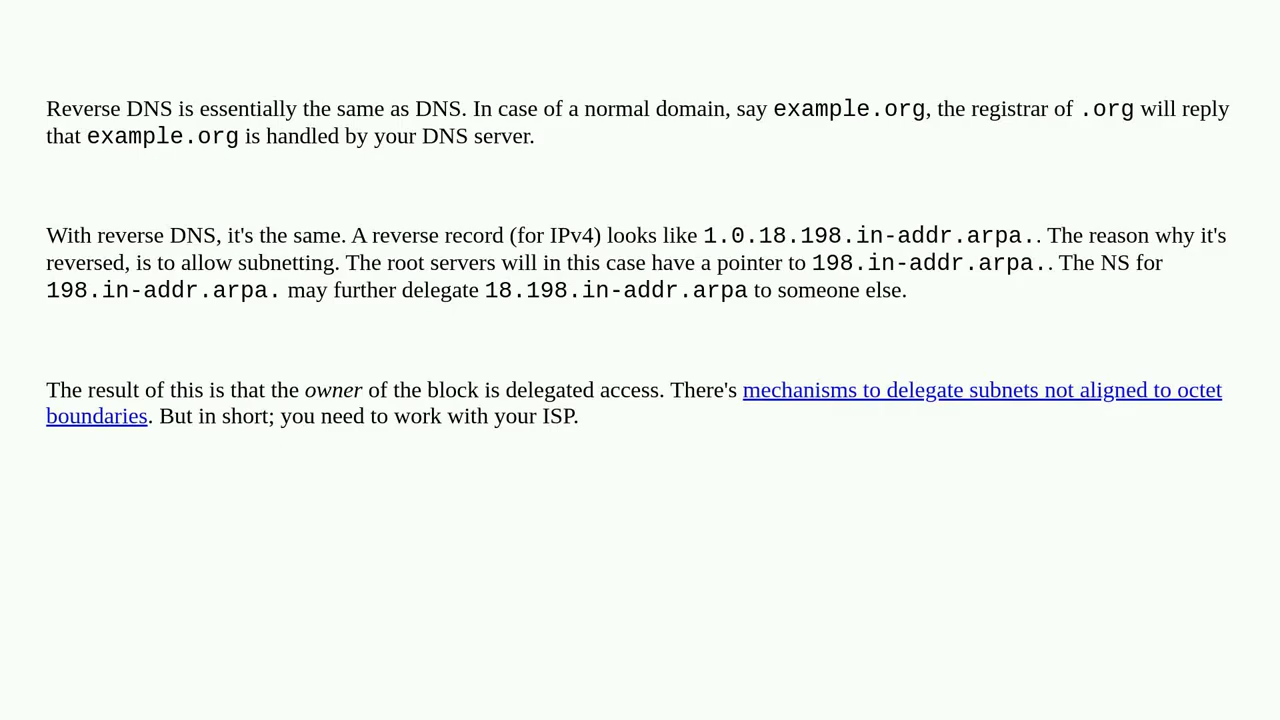 Reverse DNS is essentially the same as DNS. In case of a normal domain, say example.org, the registrar of .org will reply
that example.org is handled by your DNS server.
With reverse DNS, it's the same. A reverse record (for IPv4) looks like 1.0.18.198.in-addr.arpa.. The reason why it's
reversed, is to allow subnetting. The root servers will in this case have a pointer to 198.in-addr.arpa.. The NS for
198.in-addr.arpa. may further delegate 18.198.in-addr.arpa to someone else.
The result of this is that the owner of the block is delegated access. There's mechanisms to delegate subnets not aligned to octet
boundaries. But in short; you need to work with your ISP.